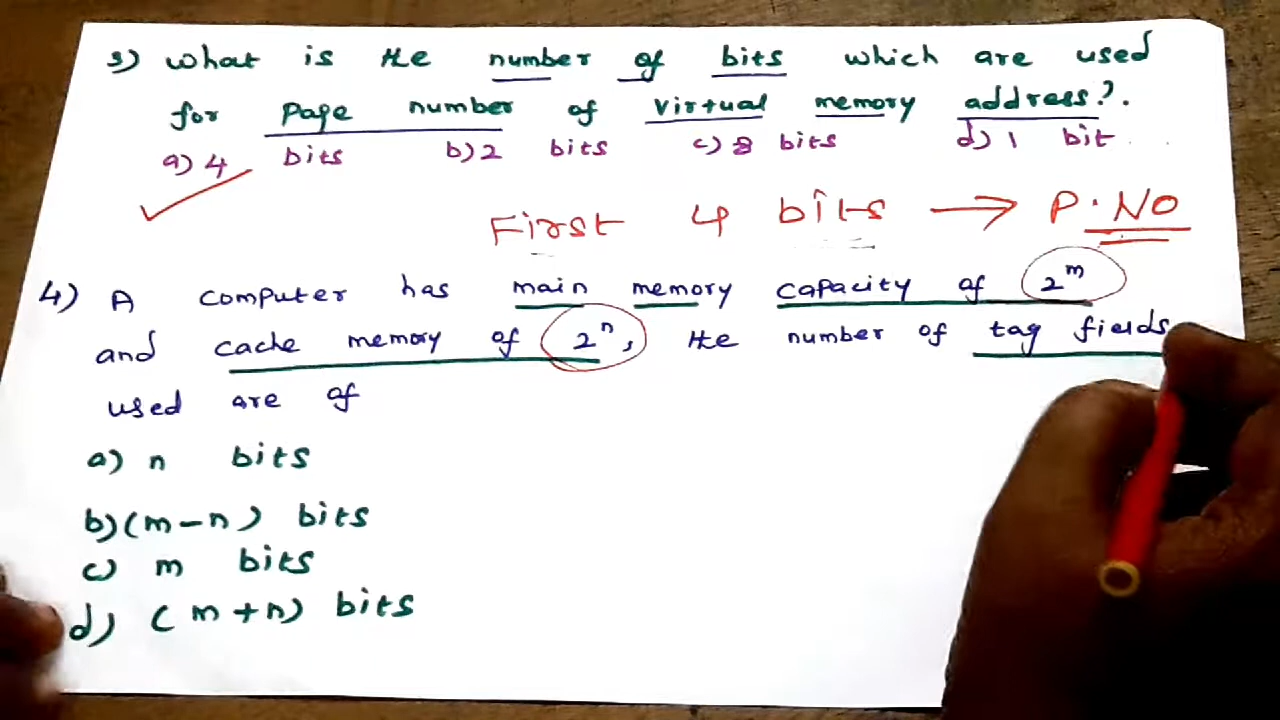 3) what is the number of bits which are used
for page number of virtual memory address?.
a) 4 bits b) 2 bits c) 8 bits d) 1 bit
First 4 bits → P.NO
4) A computer has main memory capacity of 2^m
and cache memory of 2^n, the number of tag fields
used are of
a) n bits
b) (m-n) bits
c) m bits
d) (m+n) bits